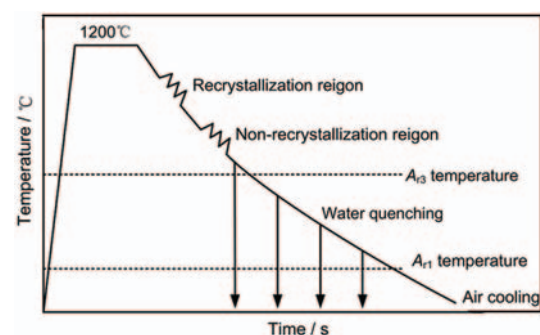 1200℃
Recrystallization reigon
Non-recrystallization reigon
Ar3 temperature
Water quenching
Ar1 temperature
Air cooling
Temperature / ℃
Time / s